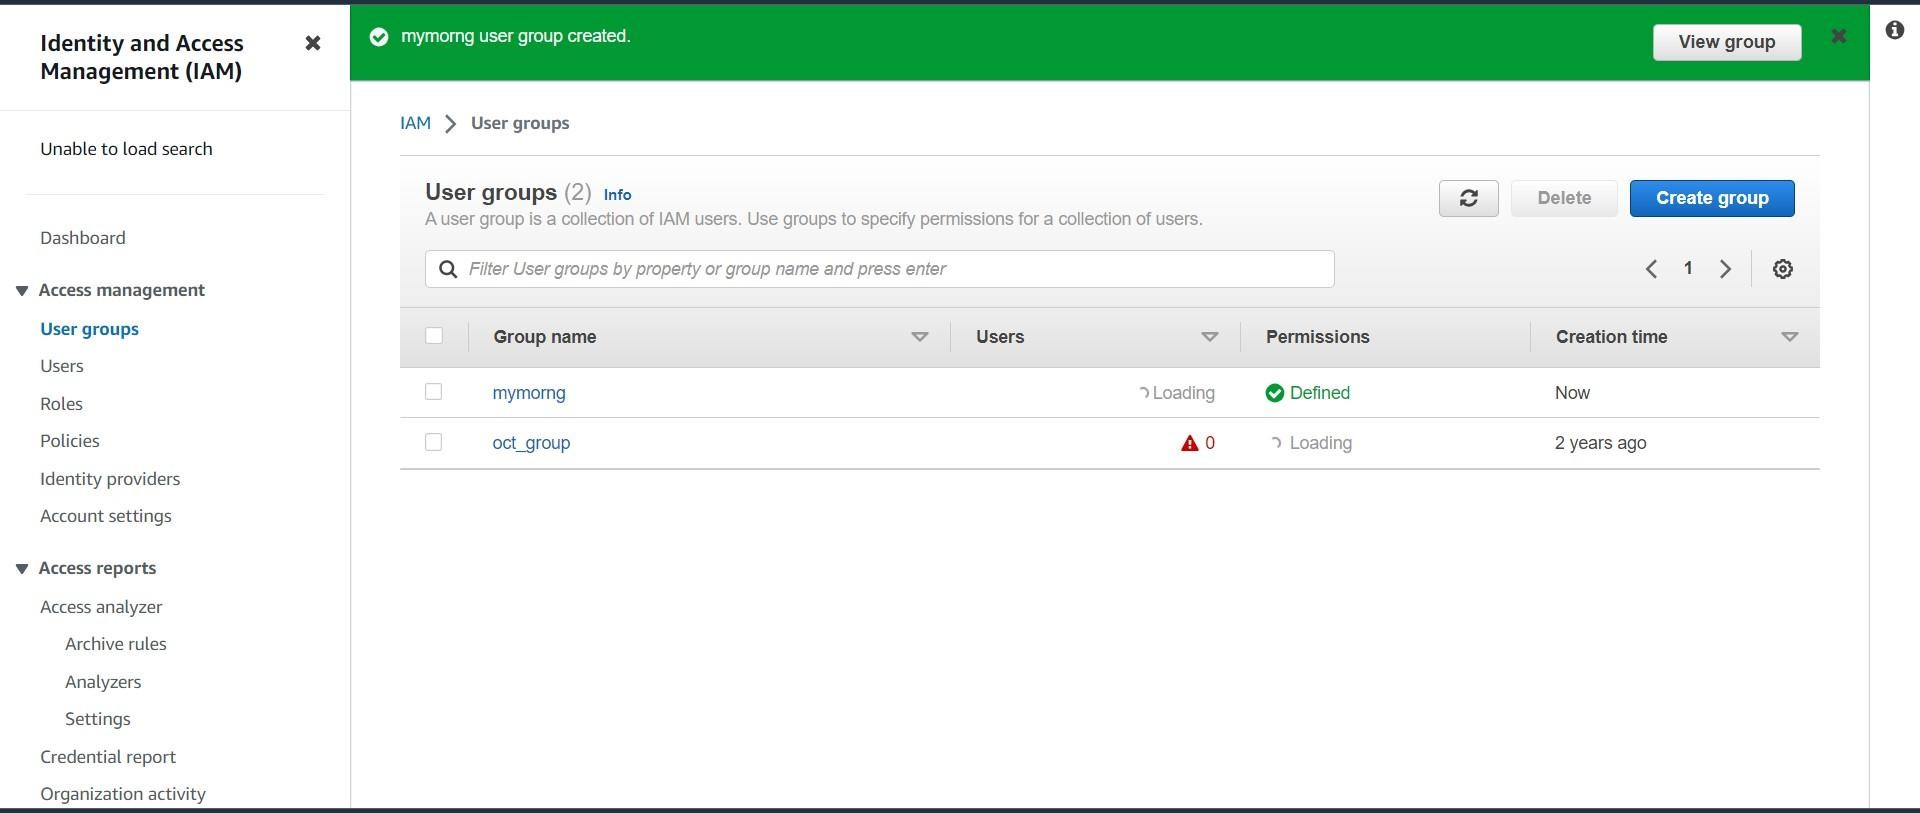 Identity and Access
Management (IAM)
Unable to load search
Dashboard
Access management
User groups
Users
Roles
Policies
Identity providers
Account settings
Access reports
Access analyzer
Archive rules
Analyzers
Settings
Credential report
Organization activity
mymorng user group created.
View group
IAM
User groups
User groups (2) Info
A user group is a collection of IAM users. Use groups to specify permissions for a collection of users.
Delete
Create group
Filter User groups by property or group name and press enter
1
Group name Users Permissions Creation time
mymorng Loading Defined Now
oct_group 0 Loading 2 years ago